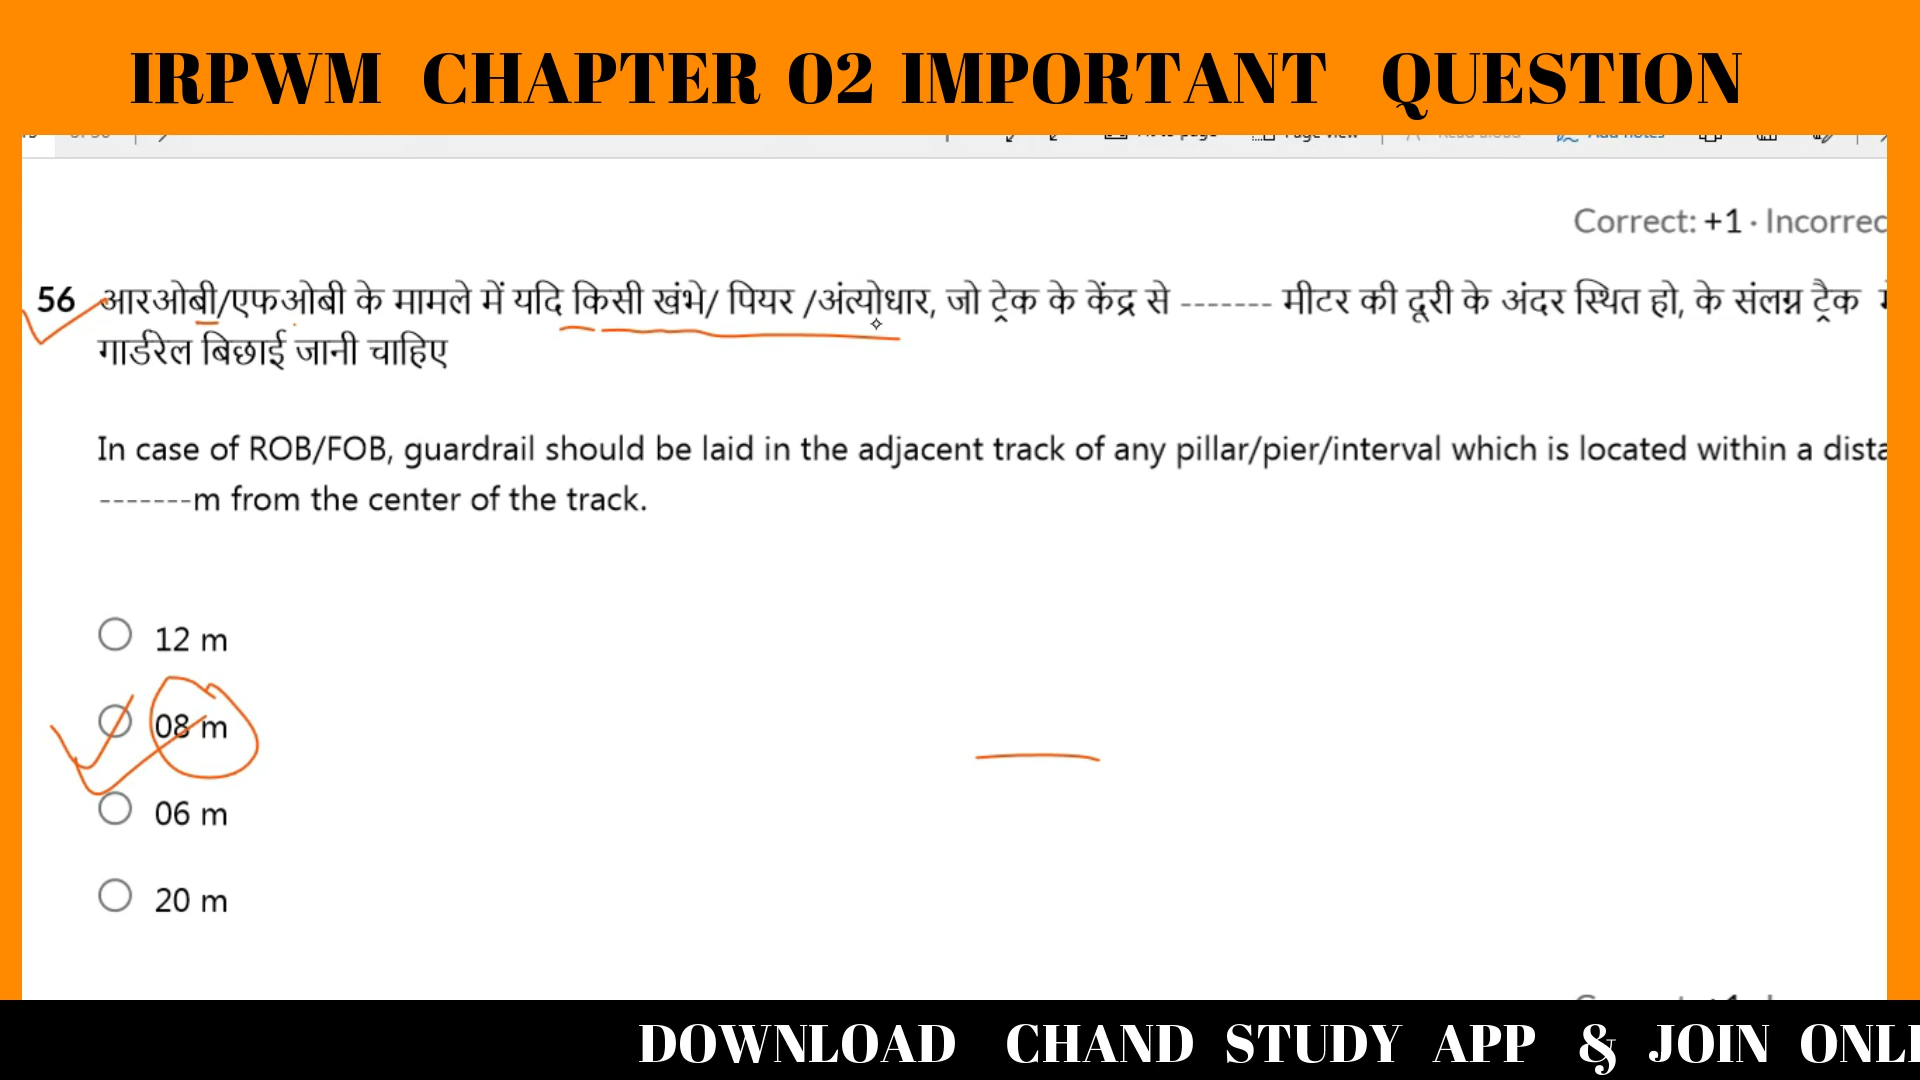 IRPWM CHAPTER 02 IMPORTANT QUESTION
Correct: +1 · Incorrec
56 आरओबी/एफओबी के मामले में यदि किसी खंभे/ पियर /अंत्योधार, जो ट्रेक के केंद्र से ------- मीटर की दूरी के अंदर स्थित हो, के संलग्न ट्रैक
गार्डरेल बिछाई जानी चाहिए
In case of ROB/FOB, guardrail should be laid in the adjacent track of any pillar/pier/interval which is located within a dista
-------m from the center of the track.
12 m
08 m
06 m
20 m
DOWNLOAD CHAND STUDY APP & JOIN ONLI